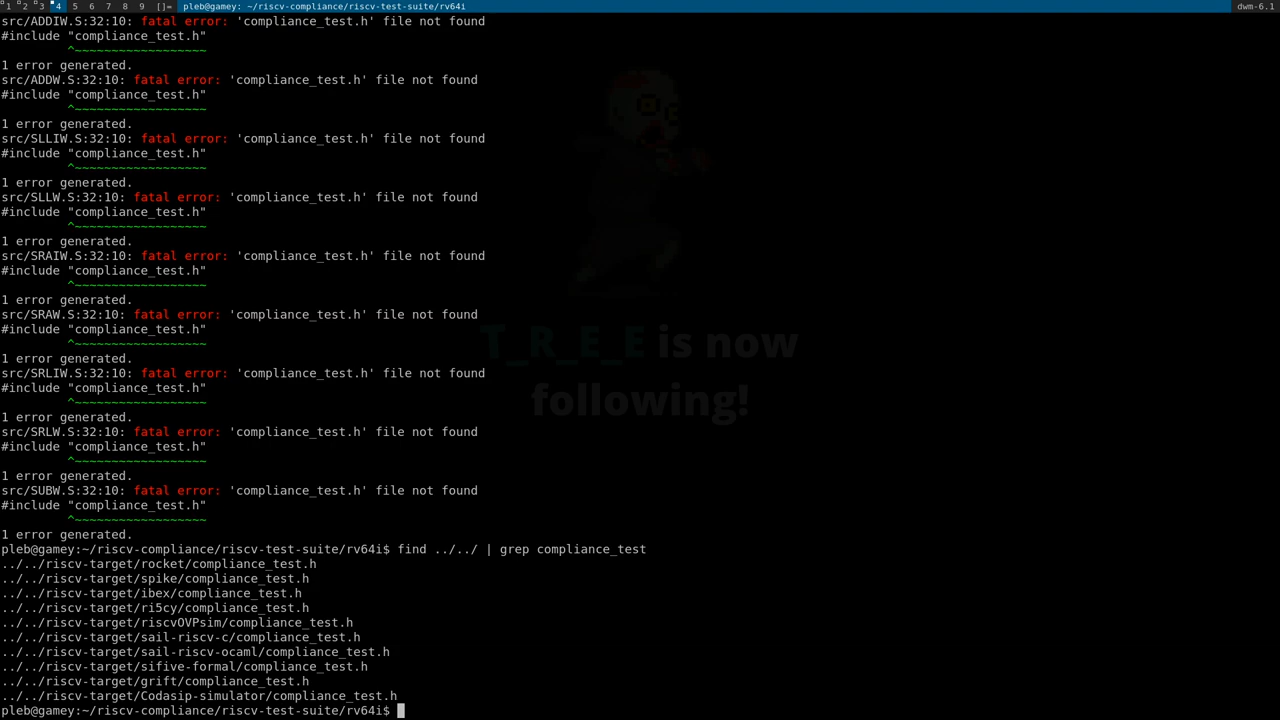 1 2 3 4 5 6 7 8 9 []= pleb@gamey: ~/riscv-compliance/riscv-test-suite/rv64i dwm-6.1
src/ADDIW.S:32:10: fatal error: 'compliance_test.h' file not found
#include "compliance_test.h"
         ^~~~~~~~~~~~~~~~~~~
1 error generated.
src/ADDW.S:32:10: fatal error: 'compliance_test.h' file not found
#include "compliance_test.h"
         ^~~~~~~~~~~~~~~~~~~
1 error generated.
src/SLLIW.S:32:10: fatal error: 'compliance_test.h' file not found
#include "compliance_test.h"
         ^~~~~~~~~~~~~~~~~~~
1 error generated.
src/SLLW.S:32:10: fatal error: 'compliance_test.h' file not found
#include "compliance_test.h"
         ^~~~~~~~~~~~~~~~~~~
1 error generated.
src/SRAIW.S:32:10: fatal error: 'compliance_test.h' file not found
#include "compliance_test.h"
         ^~~~~~~~~~~~~~~~~~~
1 error generated.
src/SRAW.S:32:10: fatal error: 'compliance_test.h' file not found
#include "compliance_test.h"
         ^~~~~~~~~~~~~~~~~~~
1 error generated.
src/SRLIW.S:32:10: fatal error: 'compliance_test.h' file not found
#include "compliance_test.h"
         ^~~~~~~~~~~~~~~~~~~
1 error generated.
src/SRLW.S:32:10: fatal error: 'compliance_test.h' file not found
#include "compliance_test.h"
         ^~~~~~~~~~~~~~~~~~~
1 error generated.
src/SUBW.S:32:10: fatal error: 'compliance_test.h' file not found
#include "compliance_test.h"
         ^~~~~~~~~~~~~~~~~~~
1 error generated.
pleb@gamey:~/riscv-compliance/riscv-test-suite/rv64i$ find ../../ | grep compliance_test
../../riscv-target/rocket/compliance_test.h
../../riscv-target/spike/compliance_test.h
../../riscv-target/ibex/compliance_test.h
../../riscv-target/ri5cy/compliance_test.h
../../riscv-target/riscvOVPsim/compliance_test.h
../../riscv-target/sail-riscv-c/compliance_test.h
../../riscv-target/sail-riscv-ocaml/compliance_test.h
../../riscv-target/sifive-formal/compliance_test.h
../../riscv-target/grift/compliance_test.h
../../riscv-target/Codasip-simulator/compliance_test.h
pleb@gamey:~/riscv-compliance/riscv-test-suite/rv64i$
T_R_E_E is now
following!